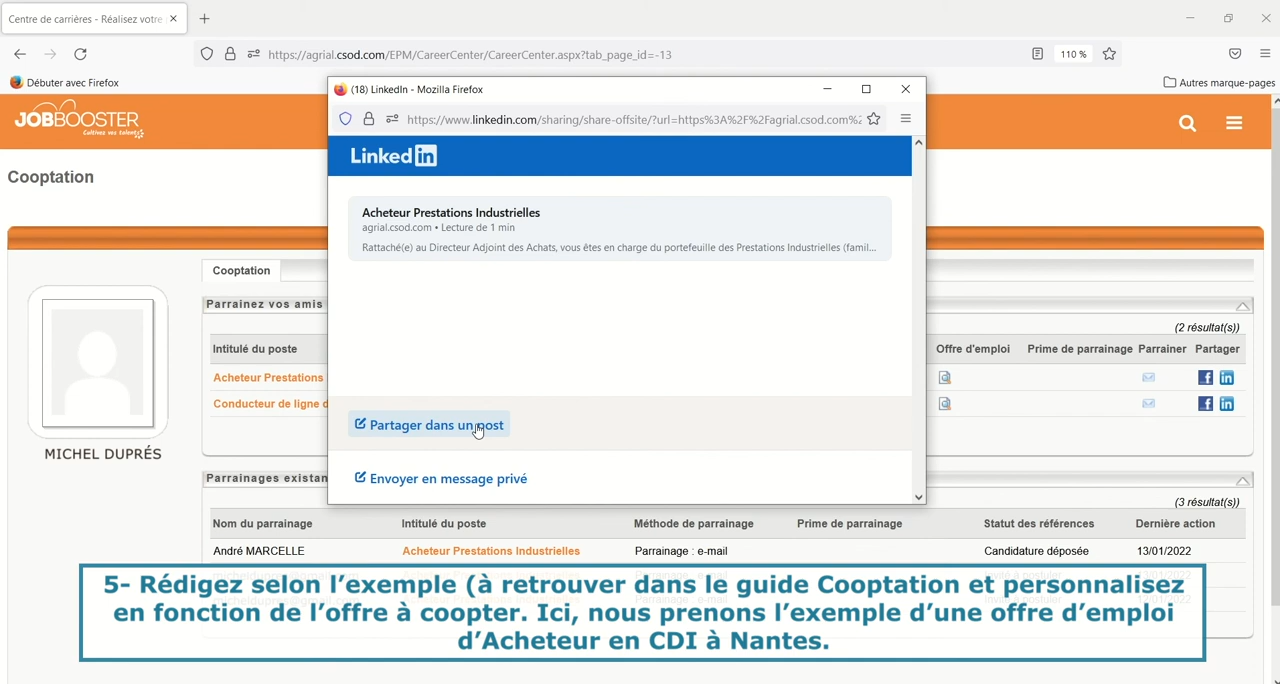 Centre de carrières - Réalisez votre
https://agrial.csod.com/EPM/CareerCenter/CareerCenter.aspx?tab_page_id=-13
110 %
Débuter avec Firefox
Autres marque-pages
(18) LinkedIn - Mozilla Firefox
https://www.linkedin.com/sharing/share-offsite/?url=https%3A%2F%2Fagrial.csod.com%2
JOBBOOSTER
Cultivez vos talents
Linked in
Cooptation
Acheteur Prestations Industrielles
agrial.csod.com • Lecture de 1 min
Rattaché(e) au Directeur Adjoint des Achats, vous êtes en charge du portefeuille des Prestations Industrielles (famil...
Cooptation
Parrainez vos amis
(2 résultat(s))
Intitulé du poste
Offre d'emploi Prime de parrainage Parrainer Partager
Acheteur Prestations
Conducteur de ligne d
Partager dans un post
MICHEL DUPRÉS
Envoyer en message privé
Parrainages existan
(3 résultat(s))
Nom du parrainage Intitulé du poste Méthode de parrainage Prime de parrainage Statut des références Dernière action
André MARCELLE Acheteur Prestations Industrielles Parrainage : e-mail Candidature déposée 13/01/2022
5- Rédigez selon l'exemple (à retrouver dans le guide Cooptation et personnalisez
en fonction de l'offre à coopter. Ici, nous prenons l'exemple d'une offre d'emploi
d'Acheteur en CDI à Nantes.